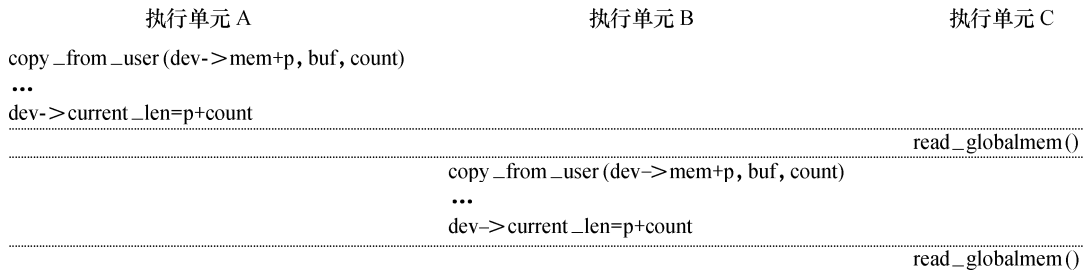 执行单元 A 执行单元 B 执行单元 C
copy_from_user(dev->mem+p, buf, count)
…
dev->current_len=p+count
read_globalmem()
copy_from_user(dev–>mem+p, buf, count)
…
dev–>current_len=p+count
read_globalmem()